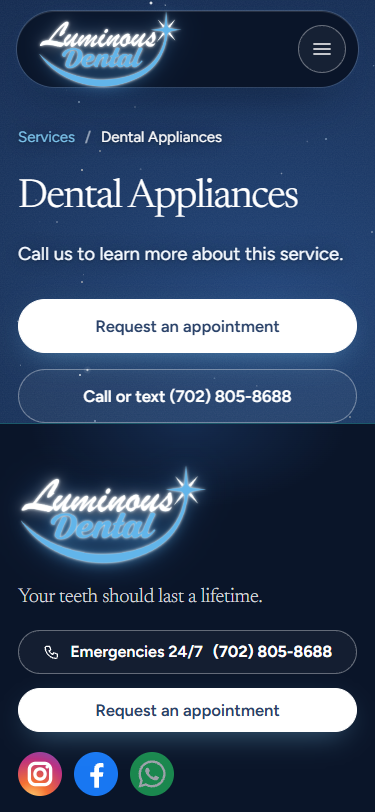 Luminous
Dental
Services / Dental Appliances
Dental Appliances
Call us to learn more about this service.
Request an appointment
Call or text (702) 805-8688
Luminous
Dental
Your teeth should last a lifetime.
Emergencies 24/7 (702) 805-8688
Request an appointment